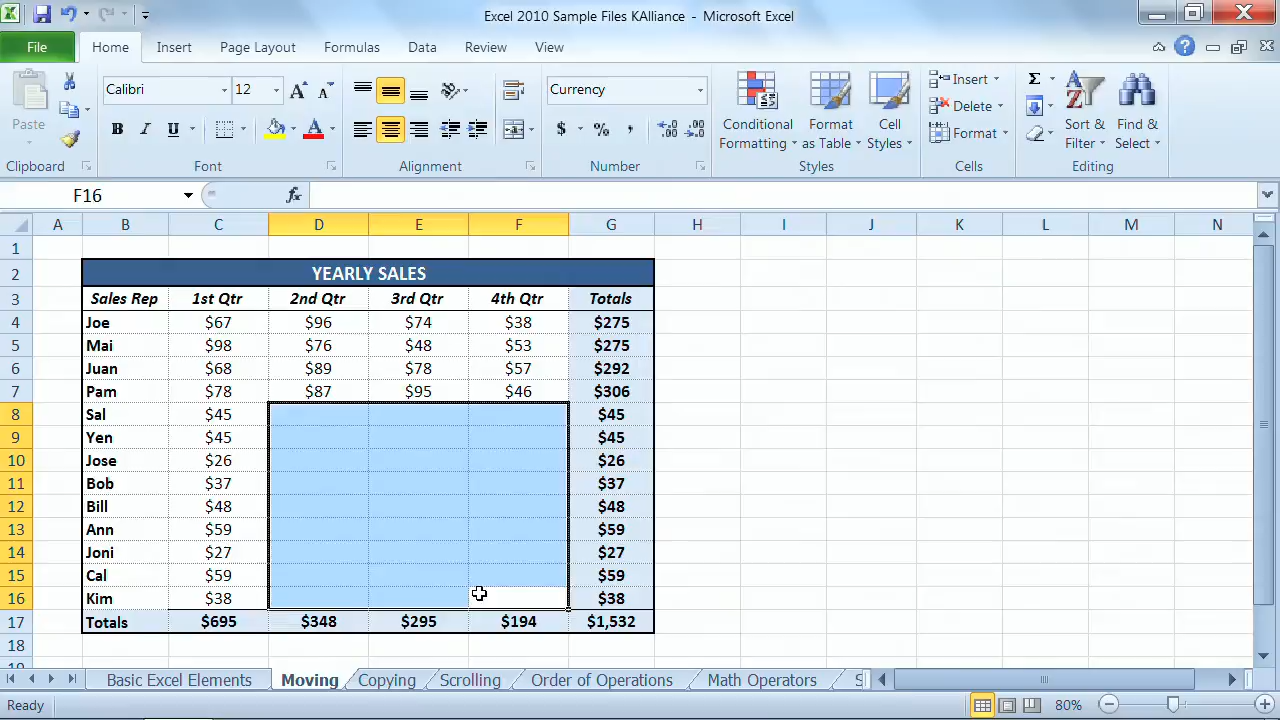 Excel 2010 Sample Files KAlliance - Microsoft Excel
File Home Insert Page Layout Formulas Data Review View
Calibri 12 Currency
Paste
Conditional Formatting
Format as Table
Cell Styles
Insert
Delete
Format
Sort & Filter
Find & Select
Clipboard Font Alignment Number Styles Cells Editing
F16 fx
A B C D E F G H I J K L M N
1
2 YEARLY SALES
3 Sales Rep 1st Qtr 2nd Qtr 3rd Qtr 4th Qtr Totals
4 Joe $67 $96 $74 $38 $275
5 Mai $98 $76 $48 $53 $275
6 Juan $68 $89 $78 $57 $292
7 Pam $78 $87 $95 $46 $306
8 Sal $45 $45
9 Yen $45 $45
10 Jose $26 $26
11 Bob $37 $37
12 Bill $48 $48
13 Ann $59 $59
14 Joni $27 $27
15 Cal $59 $59
16 Kim $38 $38
17 Totals $695 $348 $295 $194 $1,532
18
Basic Excel Elements Moving Copying Scrolling Order of Operations Math Operators
Ready 80%